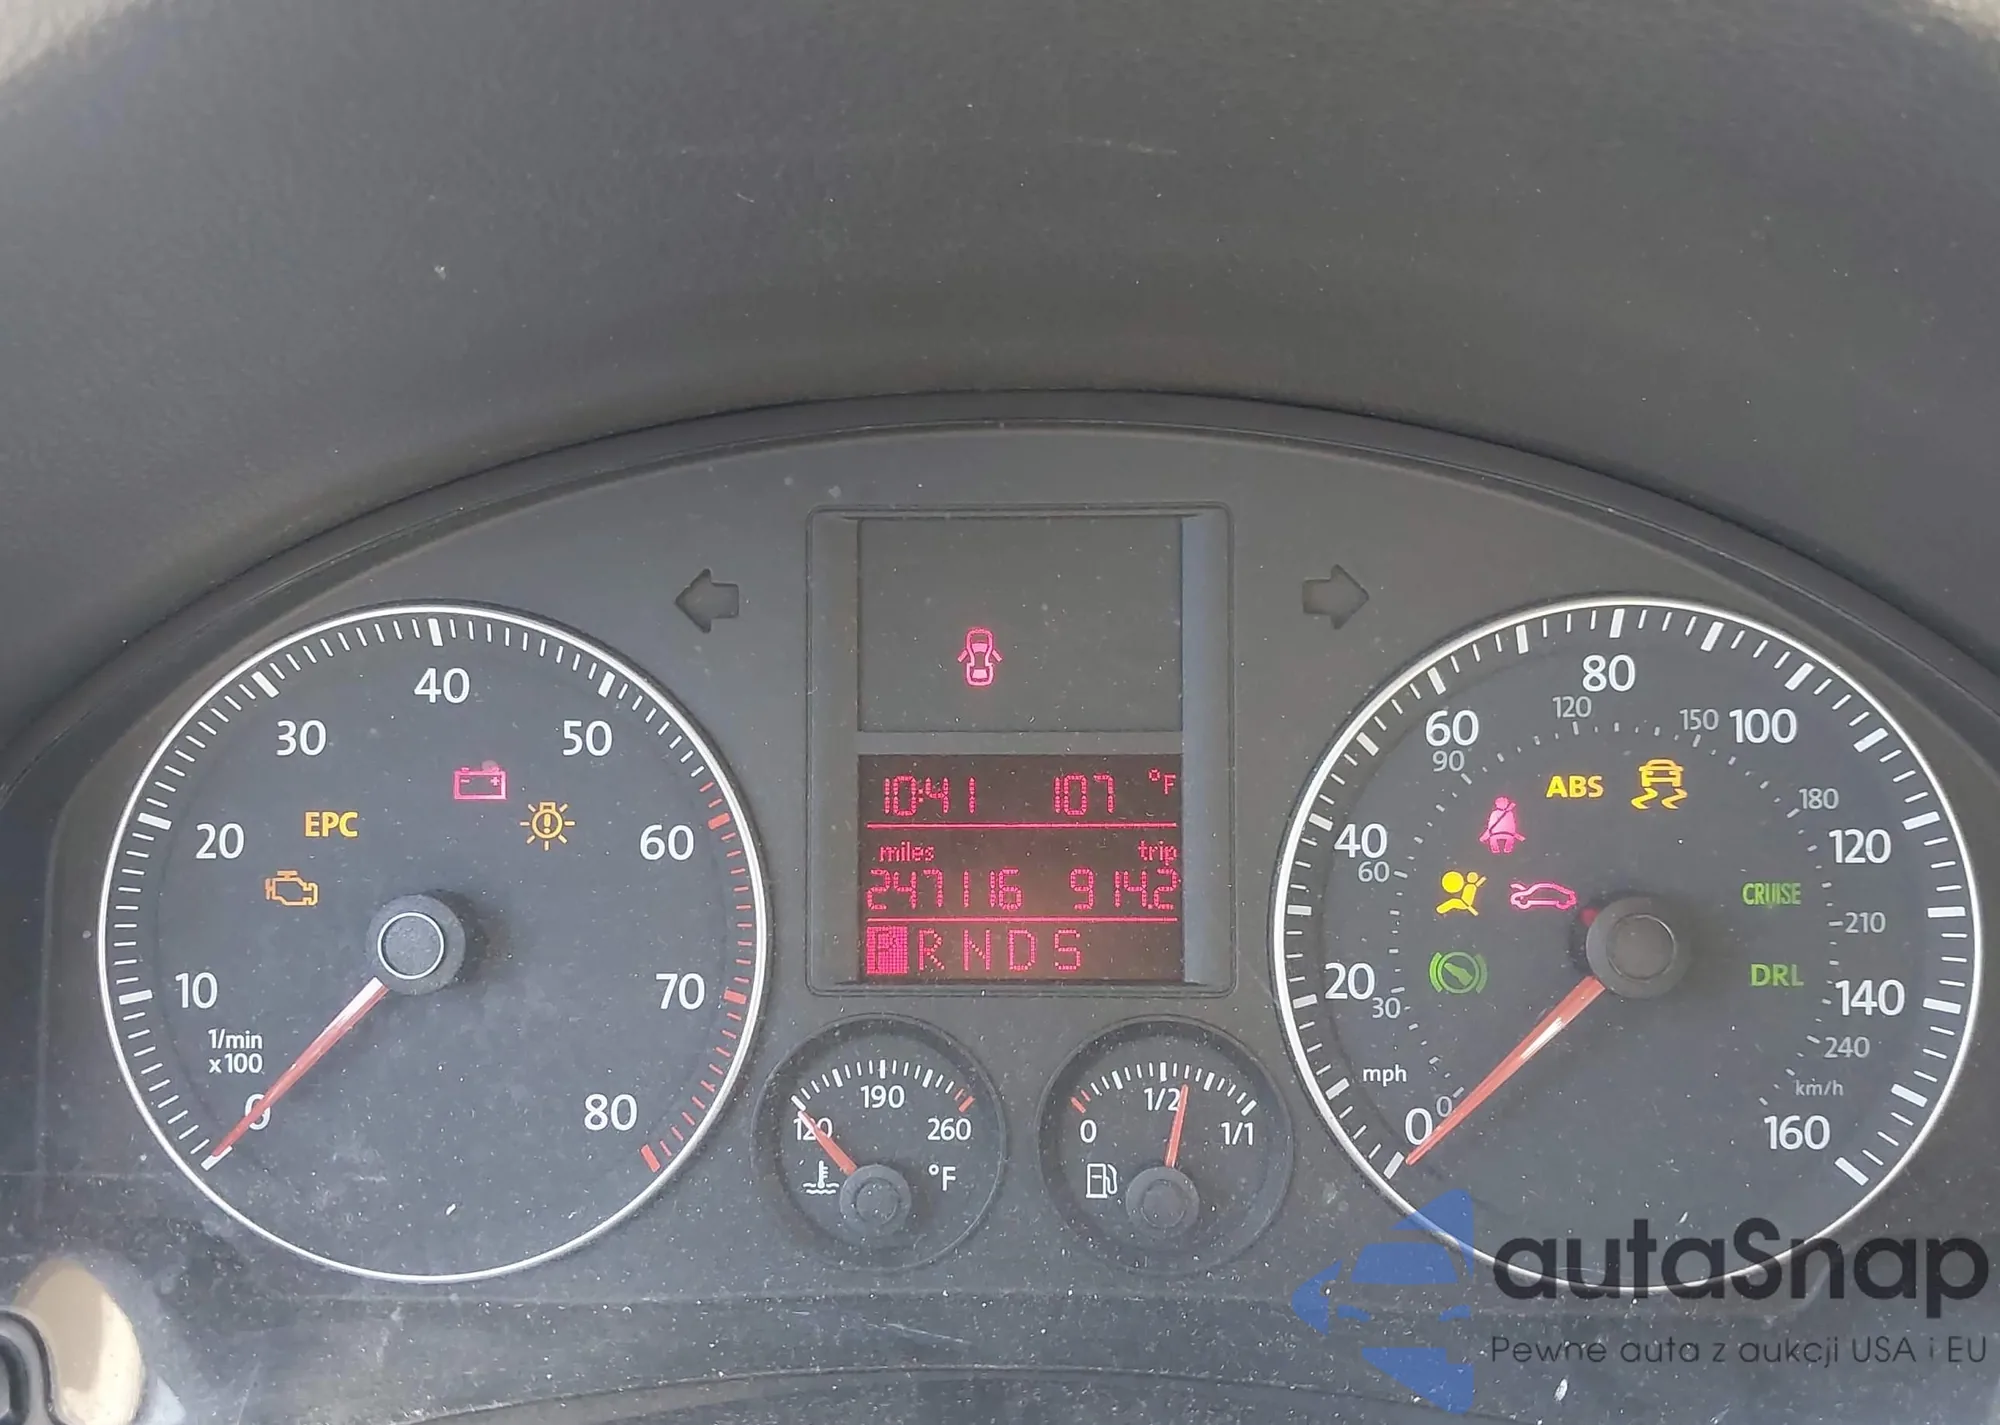 40
30
50
20
EPC
60
10
70
1/min
x100
0
80
10:41 107 °F
miles trip
247116 914.2
P R N D S
190
120
260
°F
1/2
0
1/1
80
120
150
60
100
90
ABS
180
40
120
60
CRUISE
210
20
DRL
140
30
240
mph
km/h
0
0
160
autaSnap
Pewne auta z aukcji USA i EU